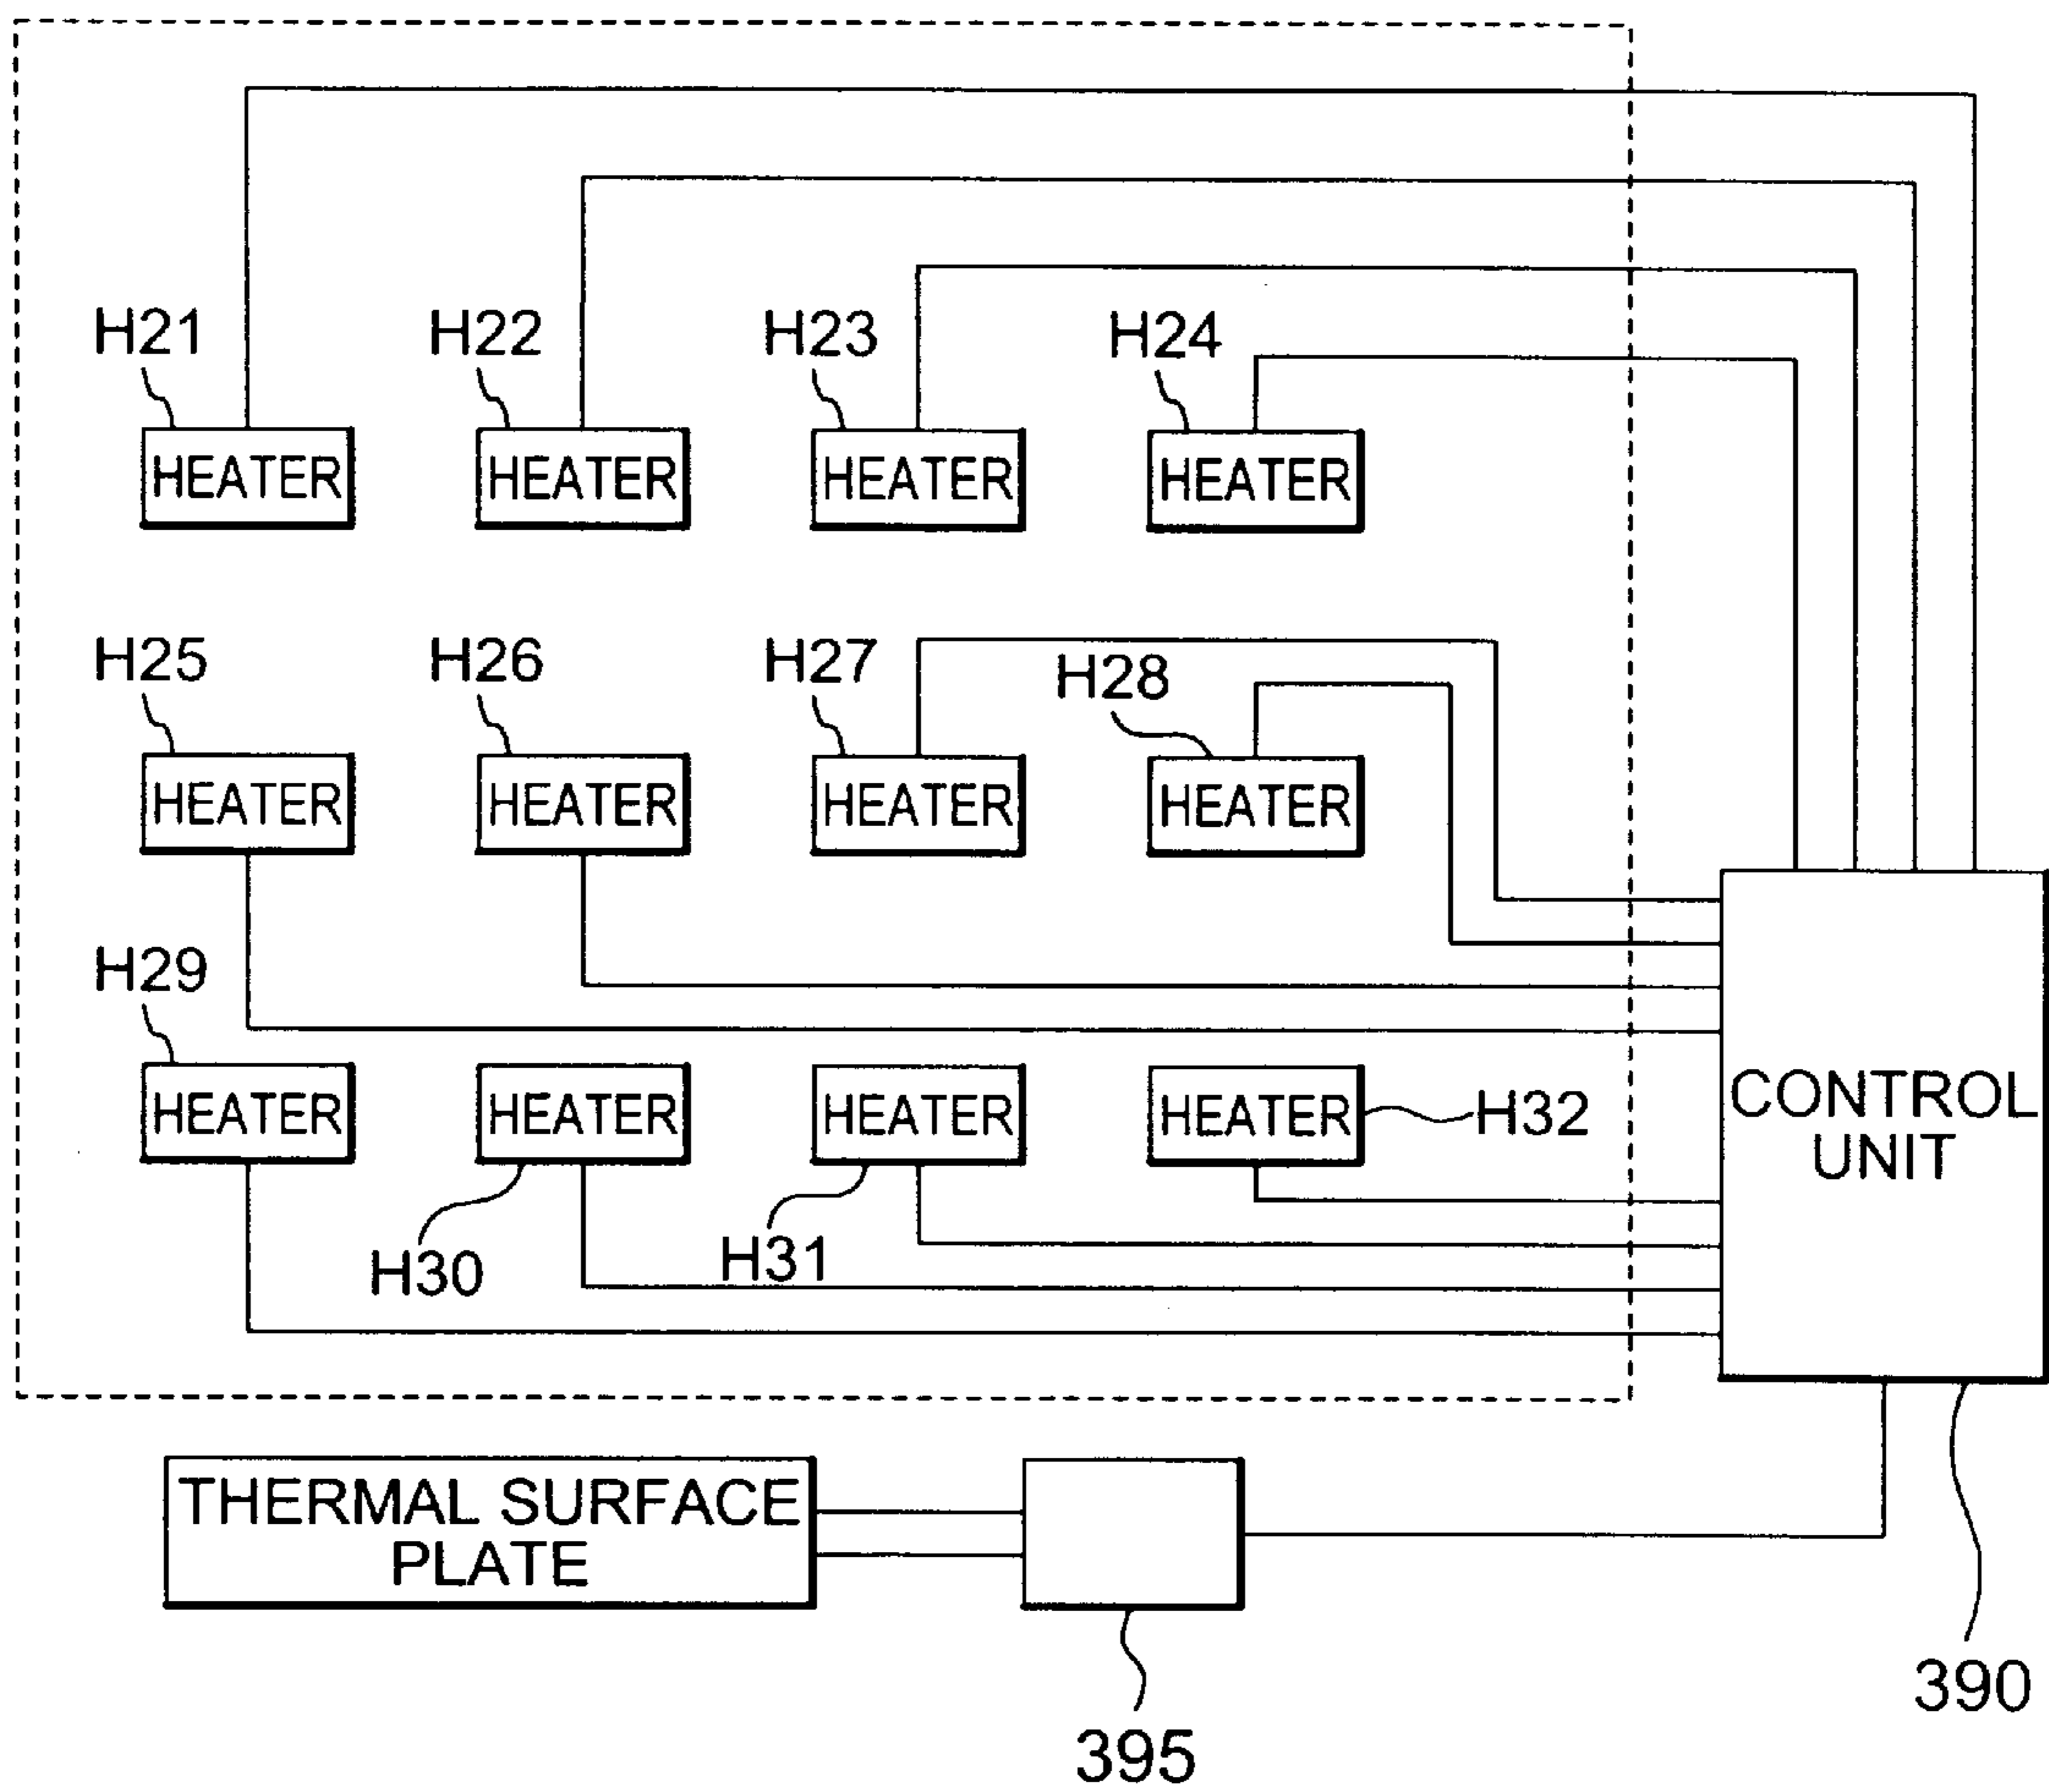 H21
H22
H23
H24
HEATER
HEATER
HEATER
HEATER
H25
H26
H27
H28
HEATER
HEATER
HEATER
HEATER
H29
HEATER
HEATER
HEATER
HEATER
H32
H30
H31
CONTROL
UNIT
THERMAL SURFACE
PLATE
395
390